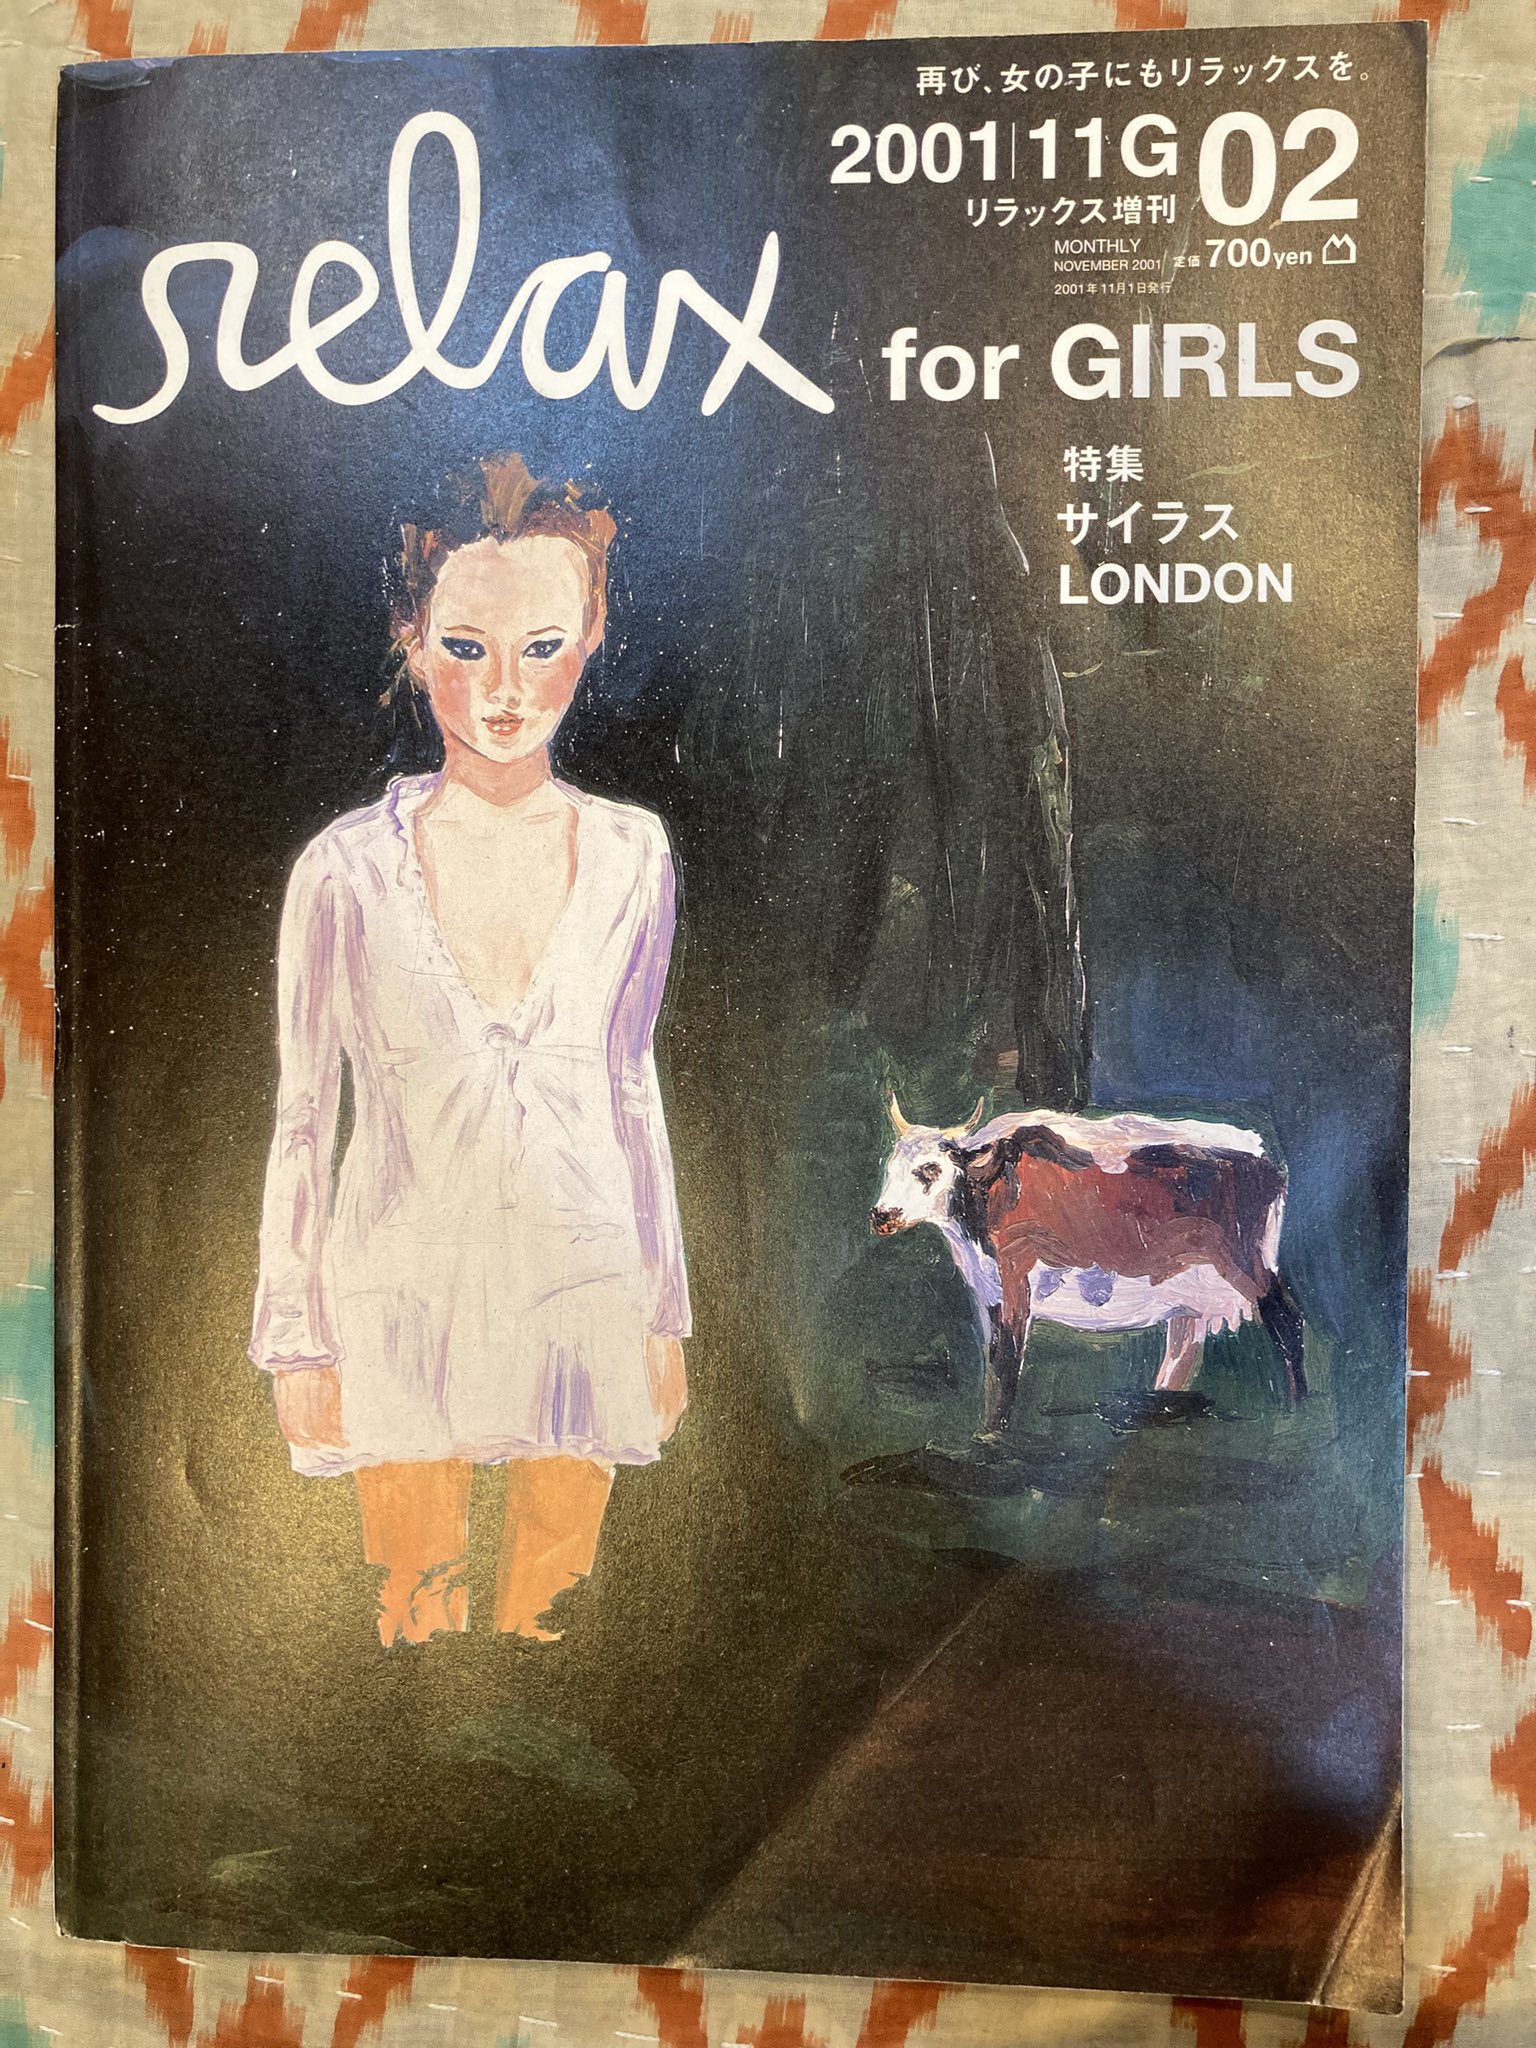 再び、女の子にもリラックスを。
2001|11G 02
リラックス増刊
MONTHLY
NOVEMBER 2001 定価 700yen
2001年11月1日発行
relax for GIRLS
特集
サイラス
LONDON